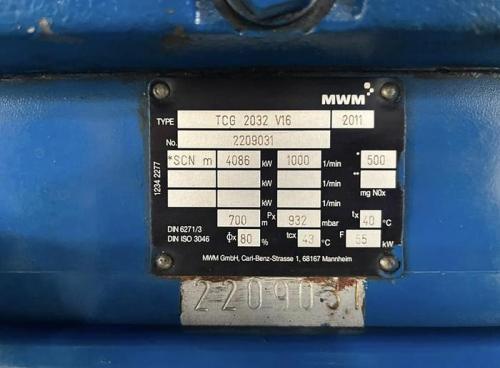 MWM
TYPE TCG 2032 V16 2011
No. 2209031
*SCN m 4086 kW 1000 1/min * 500
kW 1/min **
kW 1/min mg NOx
700 m Px 932 mbar tx 40 °C
DIN 6271/3
DIN ISO 3046 ϕx 80 % tcx 43 °C F 55 kW
MWM GmbH, Carl-Benz-Strasse 1, 68167 Mannheim
1234 2277
2209031